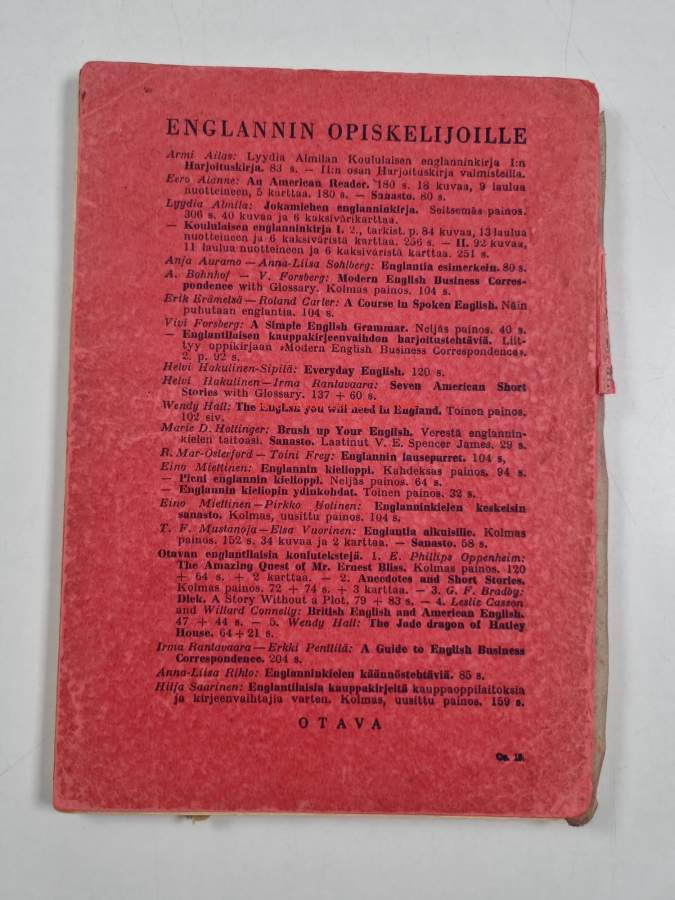 ENGLANNIN OPISKELIJOILLE
Armi Ailas: Lyydia Almilan Koululaisen englanninkirja I:n
Harjoituskirja. 83 s. — II:n osan Harjoituskirja valmisteilla.
Eero Alanne: An American Reader. 180 s. 18 kuvaa, 9 laulua
nuotteineen, 5 karttaa. 180 s. — Sanasto. 80 s.
Lyydia Almila: Jokamiehen englanninkirja. Seitsemäs painos.
306 s. 40 kuvaa ja 6 kaksivärikarttaa.
— Koululaisen englanninkirja I. 2., tarkist. p. 84 kuvaa, 13 laulua
nuotteineen ja 6 kaksiväristä karttaa. 256 s. — II. 92 kuvaa,
11 laulua nuotteineen ja 6 kaksiväristä karttaa. 251 s.
Anja Auramo—Anna-Liisa Sohlberg: Englantia esimerkein. 80 s.
A. Bohnhof — V. Forsberg: Modern English Business Corres-
pondence with Glossary. Kolmas painos. 104 s.
Erik Erämetsä—Roland Carter: A Course in Spoken English. Näin
puhutaan englantia. 104 s.
Vivi Forsberg: A Simple English Grammar. Neljäs painos. 40 s.
— Englantilaisen kauppakirjeenvaihdon harjoitustehtäviä. Liit-
tyy oppikirjaan »Modern English Business Correspondence».
2. p. 92 s.
Helvi Hakulinen-Sipilä: Everyday English. 120 s.
Helvi Hakulinen—Irma Rantavaara: Seven American Short
Stories with Glossary. 137 + 60 s.
Wendy Hall: The English you will need in England. Toinen painos.
102 siv.
Marie D. Hottinger: Brush up Your English. Verestä englannin-
kielen taitoasi. Sanasto. Laatinut V. E. Spencer James. 29 s.
R. Mar-Osterford — Toini Frey: Englannin lauseparret. 104 s.
Eino Miettinen: Englannin kielioppi. Kahdeksas painos. 94 s.
— Pieni englannin kielioppi. Neljäs painos. 64 s.
— Englannin kieliopin ydinkohdat. Toinen painos. 32 s.
Eino Miettinen—Pirkko Hotinen: Englanninkielen keskeisin
sanasto. Kolmas, uusittu painos. 104 s.
T. F. Mustanoja—Elsa Vuorinen: Englantia aikuisille. Kolmas
painos. 152 s. 34 kuvaa ja 2 karttaa. — Sanasto. 58 s.
Otavan englantilaisia koulutekstejä. 1. E. Phillips Oppenheim:
The Amazing Quest of Mr. Ernest Bliss. Kolmas painos. 120
+ 64 s. + 2 karttaa. — 2. Anecdotes and Short Stories.
Kolmas painos. 72 + 74 s. + 3 karttaa. — 3. G. F. Bradby:
Dick. A Story Without a Plot. 79 + 83 s. — 4. Leslie Casson
and Willard Connelly: British English and American English.
47 + 44 s. — 5. Wendy Hall: The Jade dragon of Hatley
House. 64 + 21 s.
Irma Rantavaara—Erkki Penttilä: A Guide to English Business
Correspondence. 204 s.
Anna-Liisa Rihto: Englanninkielen käännöstehtäviä. 85 s.
Hilja Saarinen: Englantilaisia kauppakirjeitä kauppaoppilaitoksia
ja kirjeenvaihtajia varten. Kolmas, uusittu painos. 159 s.
OTAVA